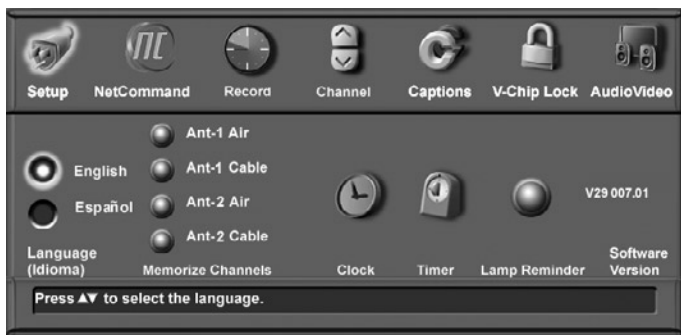 Setup
NetCommand
Record
Channel
Captions
V-Chip Lock
AudioVideo
English
Español
Language
(Idioma)
Ant-1 Air
Ant-1 Cable
Ant-2 Air
Ant-2 Cable
Memorize Channels
Clock
Timer
Lamp Reminder
V29 007.01
Software
Version
Press ▲▼ to select the language.